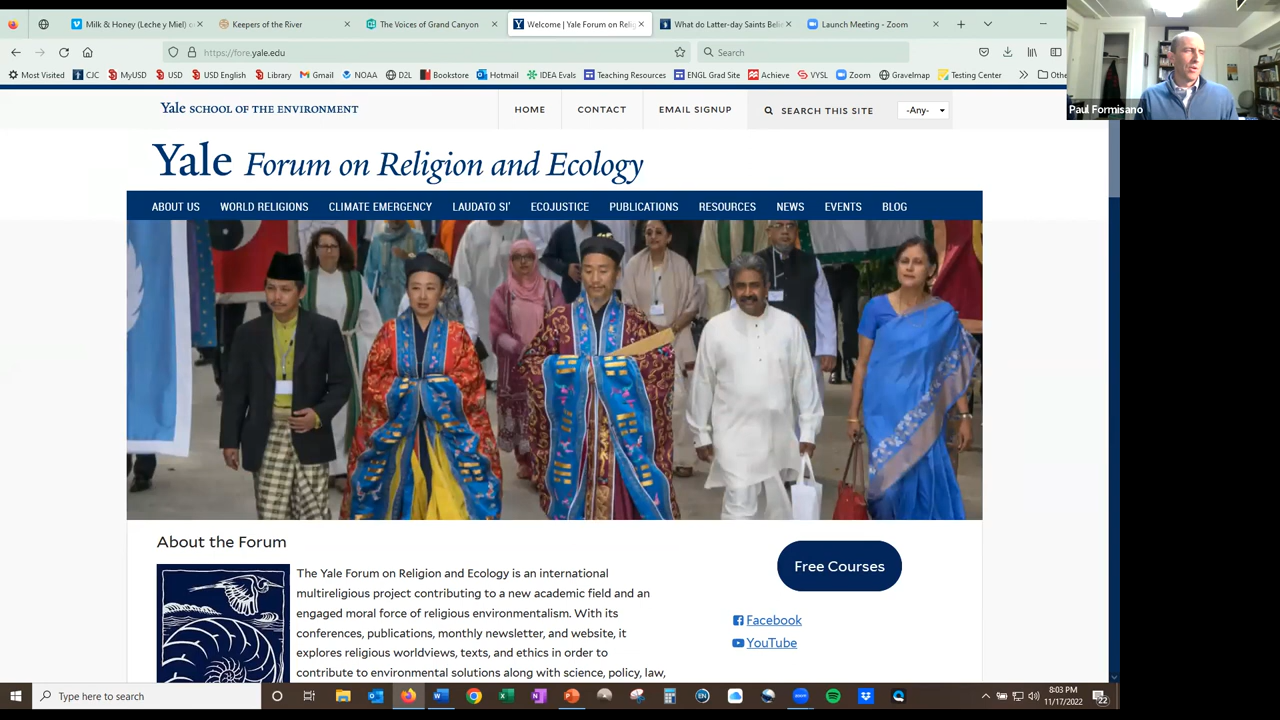 Milk & Honey (Leche y Miel) c
Keepers of the River
The Voices of Grand Canyon
Welcome | Yale Forum on Relig
What do Latter-day Saints Beli
Launch Meeting - Zoom
https://fore.yale.edu
Search
Most Visited
CJC
MyUSD
USD
USD English
Library
Gmail
NOAA
D2L
Bookstore
Hotmail
IDEA Evals
Teaching Resources
ENGL Grad Site
Achieve
VYSL
Zoom
Gravelmap
Testing Center
Paul Formisano
Yale SCHOOL OF THE ENVIRONMENT
HOME
CONTACT
EMAIL SIGNUP
SEARCH THIS SITE
-Any-
Yale Forum on Religion and Ecology
ABOUT US
WORLD RELIGIONS
CLIMATE EMERGENCY
LAUDATO SI'
ECOJUSTICE
PUBLICATIONS
RESOURCES
NEWS
EVENTS
BLOG
About the Forum
The Yale Forum on Religion and Ecology is an international
multireligious project contributing to a new academic field and an
engaged moral force of religious environmentalism. With its
conferences, publications, monthly newsletter, and website, it
explores religious worldviews, texts, and ethics in order to
contribute to environmental solutions along with science, policy, law,
Free Courses
Facebook
YouTube
Type here to search
8:03 PM
11/17/2022
22